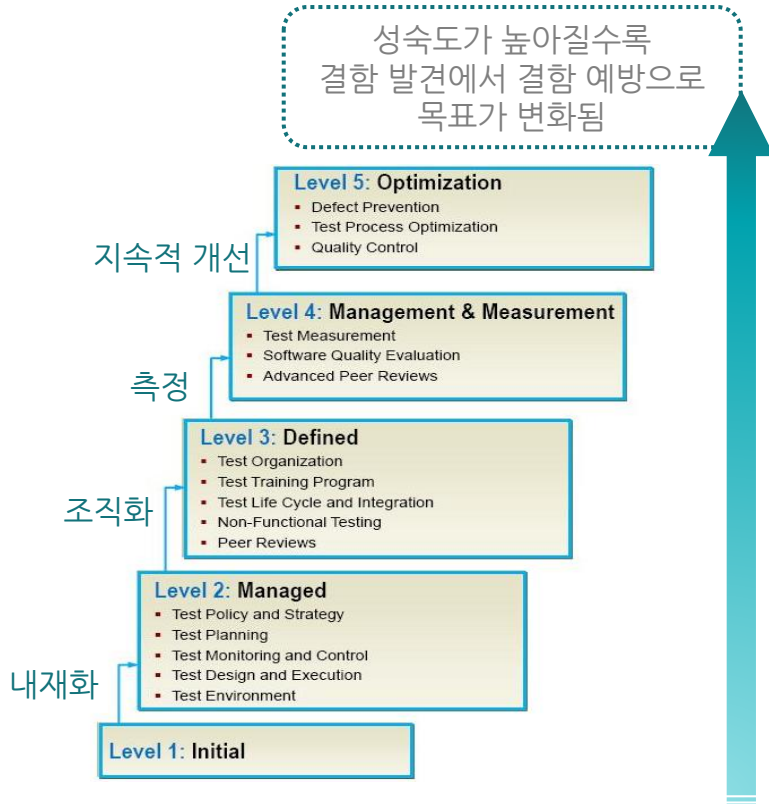 성숙도가 높아질수록
결함 발견에서 결함 예방으로
목표가 변화됨
Level 5: Optimization
▪ Defect Prevention
▪ Test Process Optimization
▪ Quality Control
지속적 개선
Level 4: Management & Measurement
▪ Test Measurement
▪ Software Quality Evaluation
▪ Advanced Peer Reviews
측정
Level 3: Defined
▪ Test Organization
▪ Test Training Program
▪ Test Life Cycle and Integration
▪ Non-Functional Testing
▪ Peer Reviews
조직화
Level 2: Managed
▪ Test Policy and Strategy
▪ Test Planning
▪ Test Monitoring and Control
▪ Test Design and Execution
▪ Test Environment
내재화
Level 1: Initial